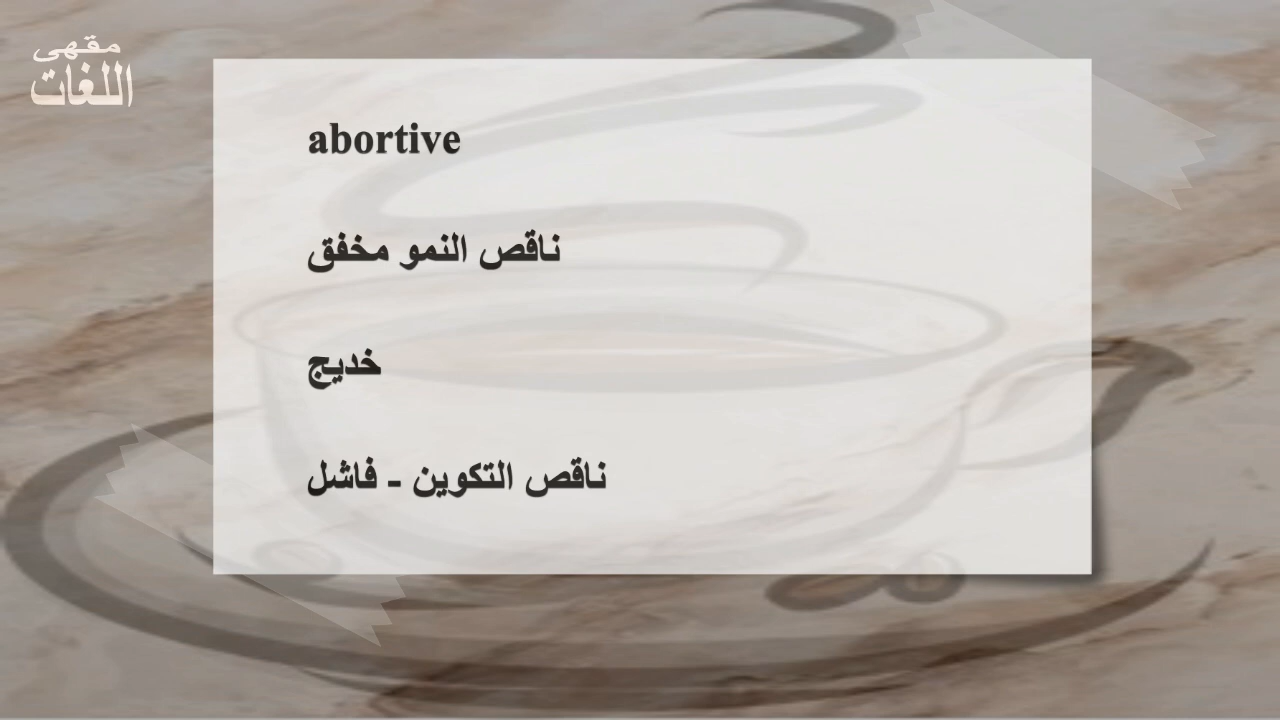 مقهى
اللغات
abortive
ناقص النمو مخفق
خديج
ناقص التكوين - فاشل